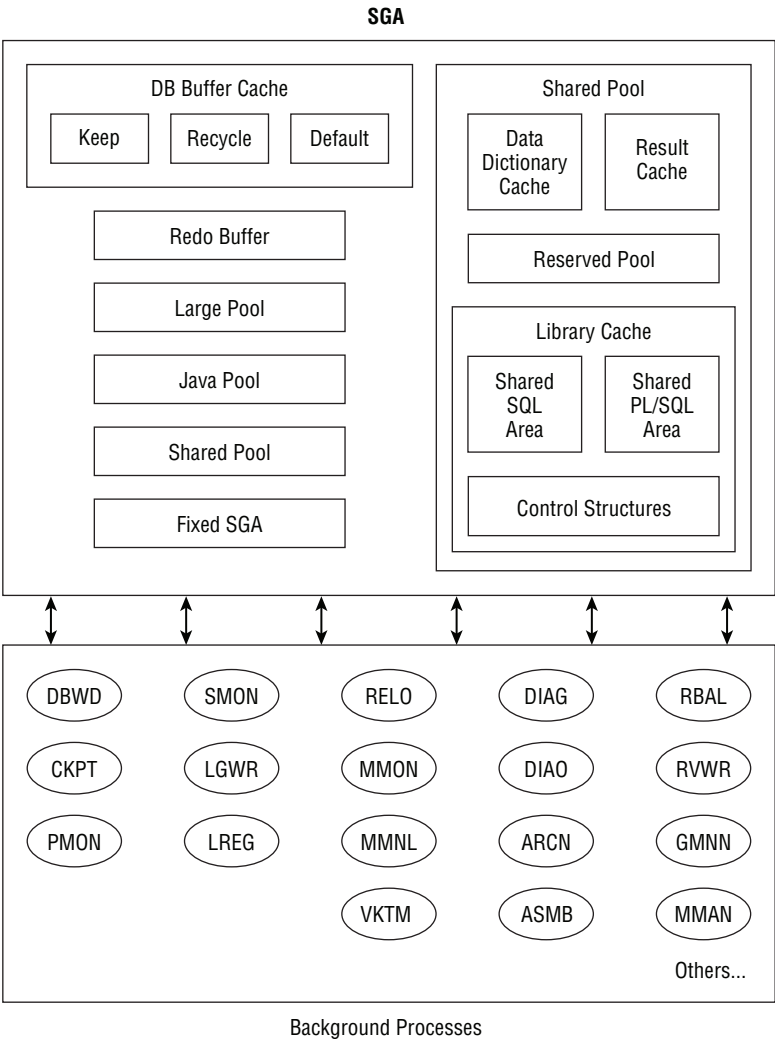 SGA
DB Buffer Cache
Keep
Recycle
Default
Redo Buffer
Large Pool
Java Pool
Shared Pool
Fixed SGA
Shared Pool
Data
Dictionary
Cache
Result
Cache
Reserved Pool
Library Cache
Shared
SQL
Area
Shared
PL/SQL
Area
Control Structures
DBWD
SMON
RELO
DIAG
RBAL
CKPT
LGWR
MMON
DIAO
RVWR
PMON
LREG
MMNL
ARCN
GMNN
VKTM
ASMB
MMAN
Others...
Background Processes